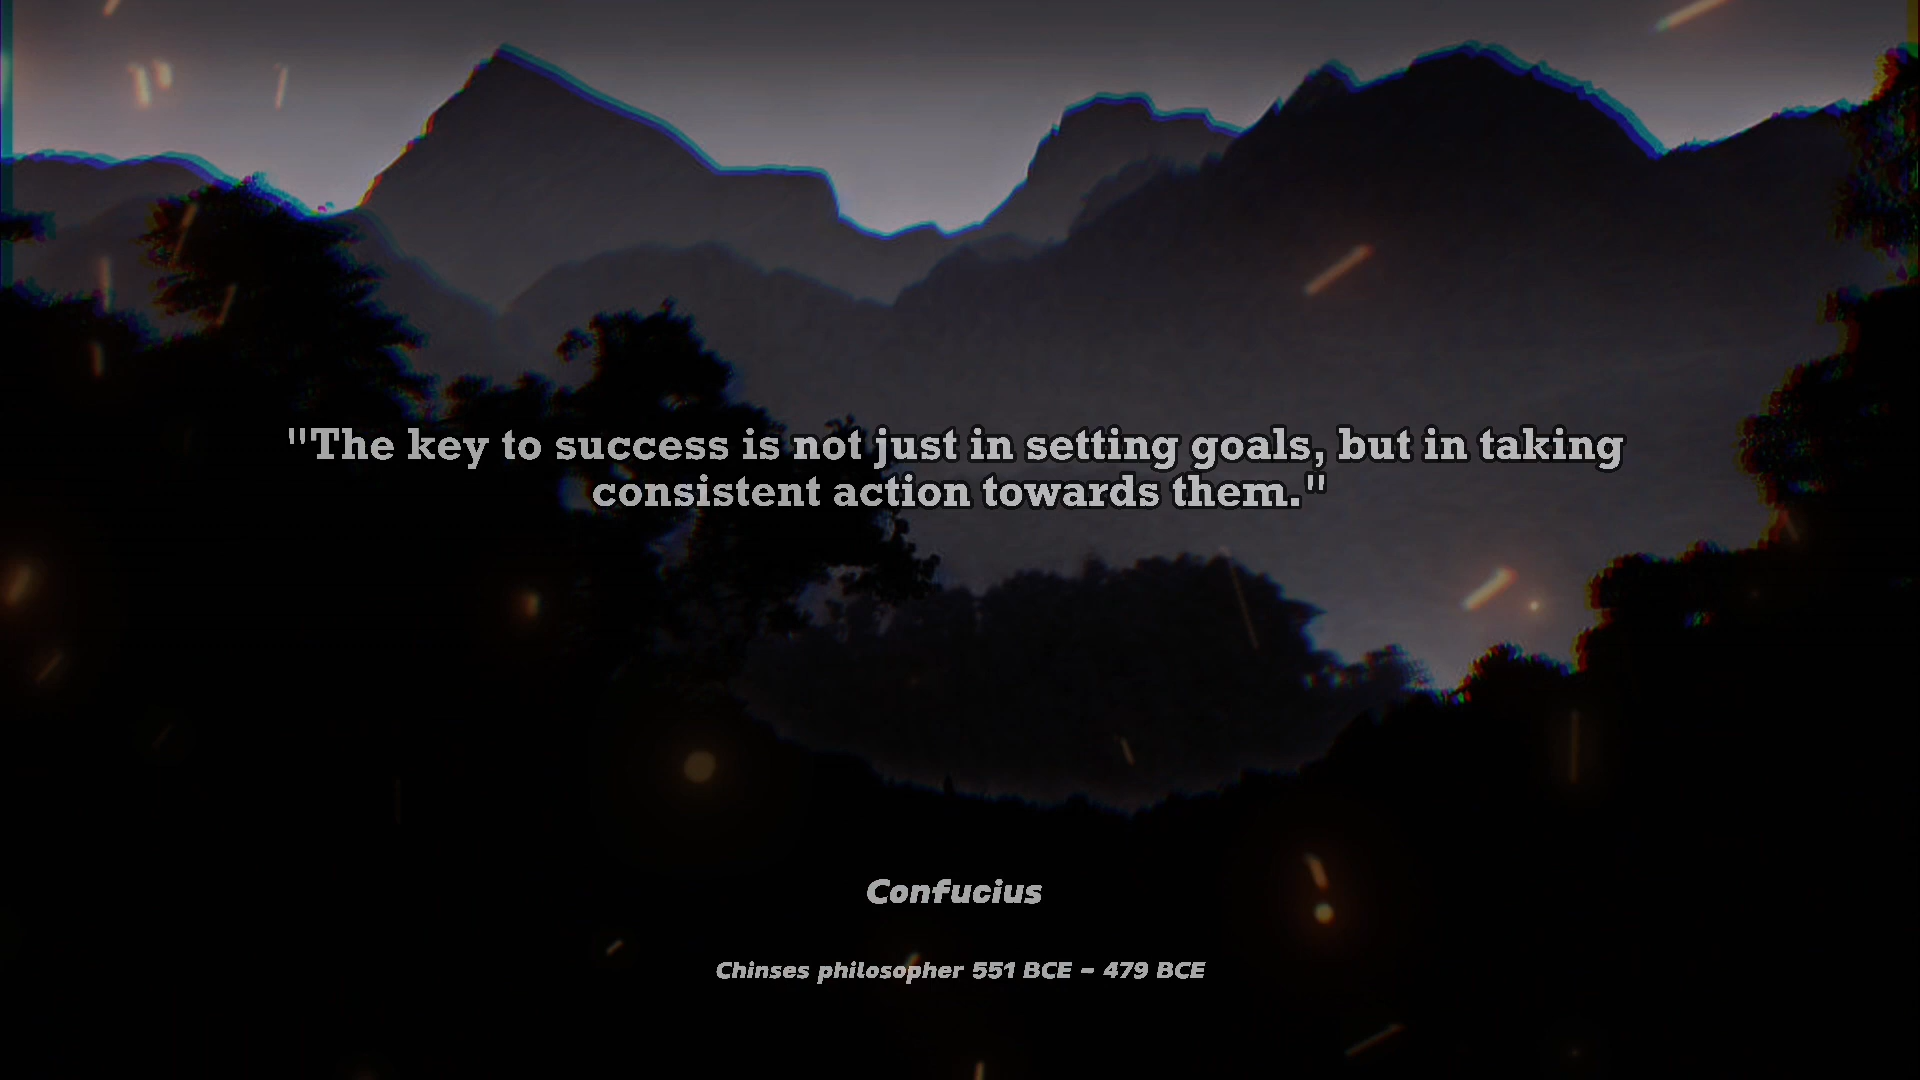 "The key to success is not just in setting goals, but in taking
consistent action towards them."
Confucius
Chinses philosopher 551 BCE – 479 BCE